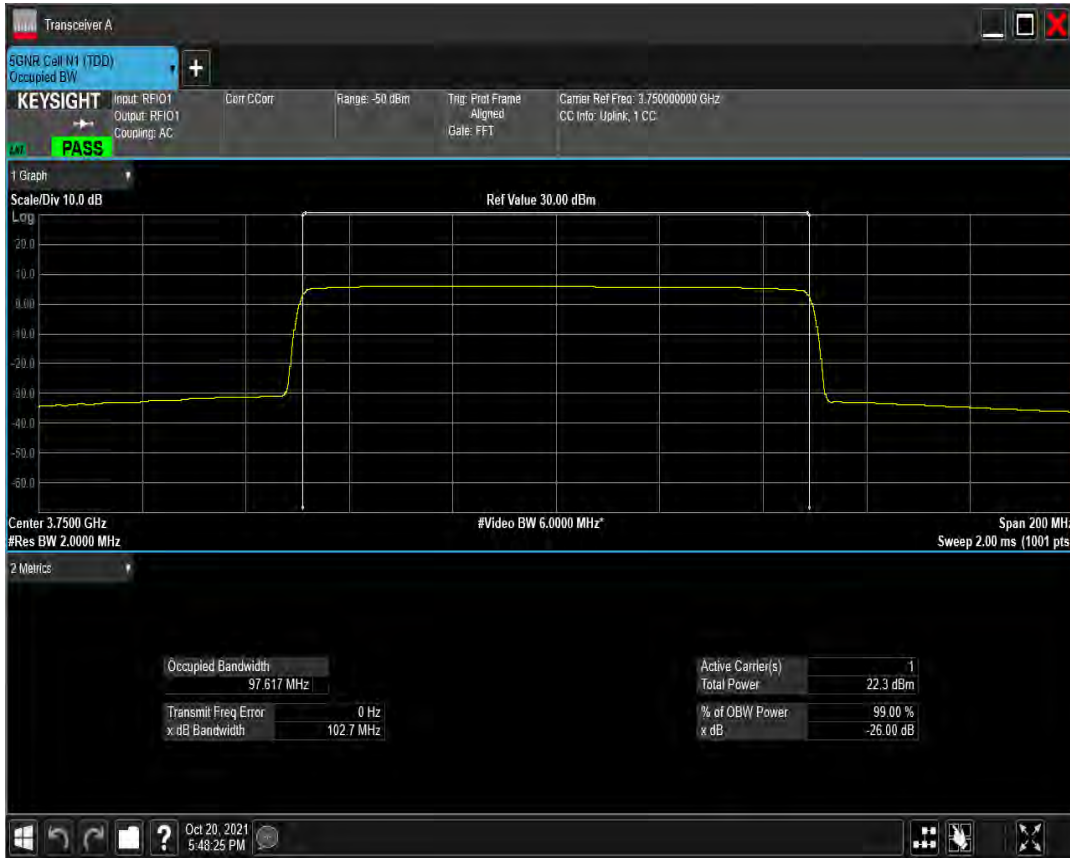 Transceiver A
5GNR Cell N1 (TDD)
Occupied BW
KEYSIGHT
PASS
Input: RFIO1
Output: RFIO1
Coupling: AC
Corr CCorr
Range: -50 dBm
Trig: Prot Frame
Aligned
Gate: FFT
Carrier Ref Freq: 3.750000000 GHz
CC Info: Uplink, 1 CC
1 Graph
Scale/Div 10.0 dB
Ref Value 30.00 dBm
Log
20.0
10.0
0.00
-10.0
-20.0
-30.0
-40.0
-50.0
-60.0
Center 3.7500 GHz
#Video BW 6.0000 MHz*
Span 200 MHz
#Res BW 2.0000 MHz
Sweep 2.00 ms (1001 pts
2 Metrics
Occupied Bandwidth
97.617 MHz
Transmit Freq Error 0 Hz
x dB Bandwidth 102.7 MHz
Active Carrier(s) 1
Total Power 22.3 dBm
% of OBW Power 99.00 %
x dB -26.00 dB
?
Oct 20, 2021
5:48:25 PM